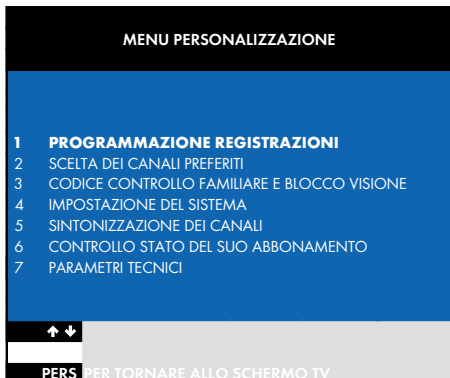 MENU PERSONALIZZAZIONE
1 PROGRAMMAZIONE REGISTRAZIONI
2 SCELTA DEI CANALI PREFERITI
3 CODICE CONTROLLO FAMILIARE E BLOCCO VISIONE
4 IMPOSTAZIONE DEL SISTEMA
5 SINTONIZZAZIONE DEI CANALI
6 CONTROLLO STATO DEL SUO ABBONAMENTO
7 PARAMETRI TECNICI
↑ ↓
PERS PER TORNARE ALLO SCHERMO TV